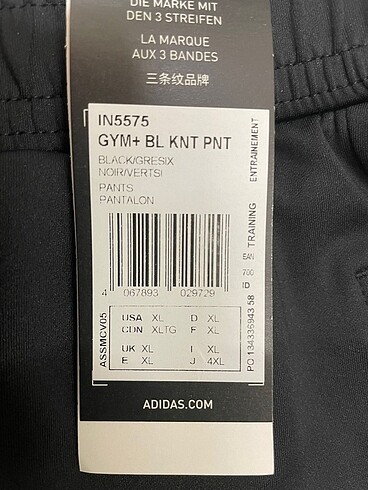 DIE MARKE MIT
DEN 3 STREIFEN
LA MARQUE
AUX 3 BANDES
三条纹品牌
IN5575
GYM+ BL KNT PNT
BLACK/GRESIX
NOIR/VERTSI
PANTS
PANTALON
TRAINING ENTRAINEMENT
4 067893 029729
EAN
700
ID
PO 134336943 58
ASSMCV05
USA XL D XL
CDN XLTG F XL
UK XL I XL
E XL J 4XL
ADIDAS.COM